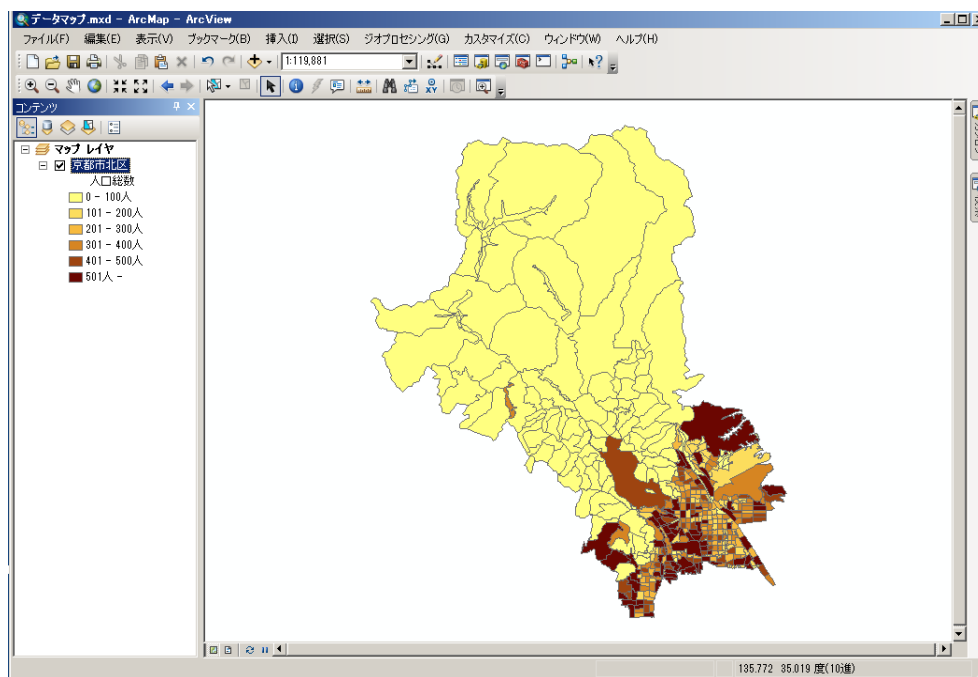 データマップ.mxd - ArcMap - ArcView
ファイル(F) 編集(E) 表示(V) ブックマーク(B) 挿入(I) 選択(S) ジオプロセシング(G) カスタマイズ(C) ウィンドウ(W) ヘルプ(H)
1:119,881
コンテンツ
マップ レイヤ
京都市北区
人口総数
0 - 100人
101 - 200人
201 - 300人
301 - 400人
401 - 500人
501人 -
135.772 35.019 度(10進)